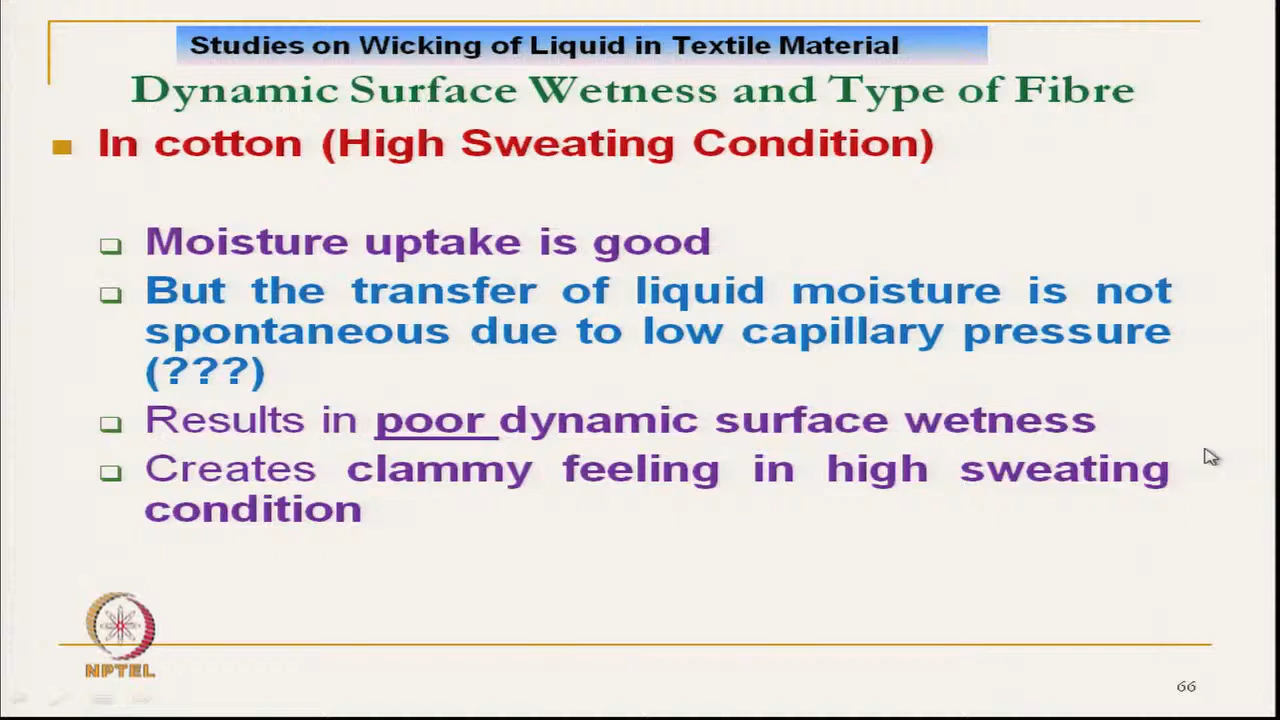 Studies on Wicking of Liquid in Textile Material
Dynamic Surface Wetness and Type of Fibre
In cotton (High Sweating Condition)
Moisture uptake is good
But the transfer of liquid moisture is not
spontaneous due to low capillary pressure
(???)
Results in poor dynamic surface wetness
Creates clammy feeling in high sweating
condition
NPTEL
66